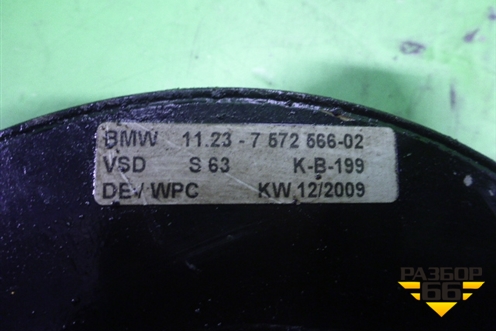 BMW 11.23 - 7 572 566-02
VSD S 63 K-B-199
DE / WPC KW 12/2009
РАЗБОР
66